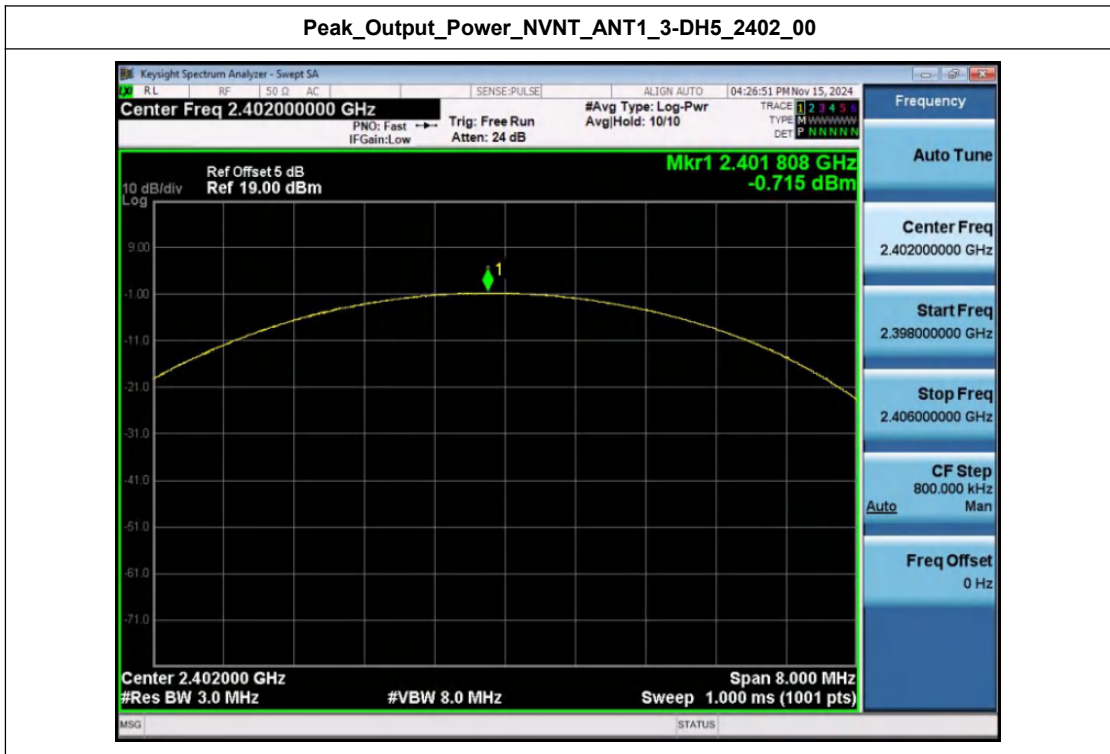 Peak_Output_Power_NVNT_ANT1_3-DH5_2402_00
Keysight Spectrum Analyzer - Swept SA
RL RF 50 Ω AC SENSE:PULSE ALIGN AUTO 04:26:51 PM Nov 15, 2024
Center Freq 2.402000000 GHz
PNO: Fast
IFGain:Low
Trig: Free Run
Atten: 24 dB
#Avg Type: Log-Pwr
Avg|Hold: 10/10
TRACE 1 2 3 4 5 6
TYPE M WWWWW
DET P N N N N N
Mkr1 2.401 808 GHz
-0.715 dBm
Ref Offset 5 dB
10 dB/div Ref 19.00 dBm
Log
9.00
-1.00
-11.0
-21.0
-31.0
-41.0
-51.0
-61.0
-71.0
1
Center 2.402000 GHz Span 8.000 MHz
#Res BW 3.0 MHz #VBW 8.0 MHz Sweep 1.000 ms (1001 pts)
MSG STATUS
Frequency
Auto Tune
Center Freq
2.402000000 GHz
Start Freq
2.398000000 GHz
Stop Freq
2.406000000 GHz
CF Step
800.000 kHz
Auto Man
Freq Offset
0 Hz